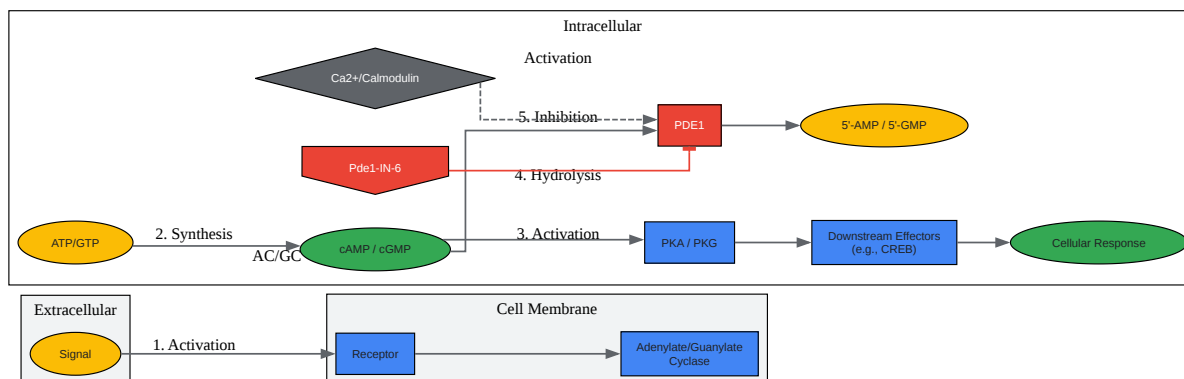 Intracellular
Activation
Ca2+/Calmodulin
5. Inhibition
PDE1
5'-AMP / 5'-GMP
Pde1-IN-6
4. Hydrolysis
ATP/GTP
2. Synthesis
AC/GC
cAMP / cGMP
3. Activation
PKA / PKG
Downstream Effectors
(e.g., CREB)
Cellular Response
Extracellular
Signal
1. Activation
Cell Membrane
Receptor
Adenylate/Guanylate
Cyclase